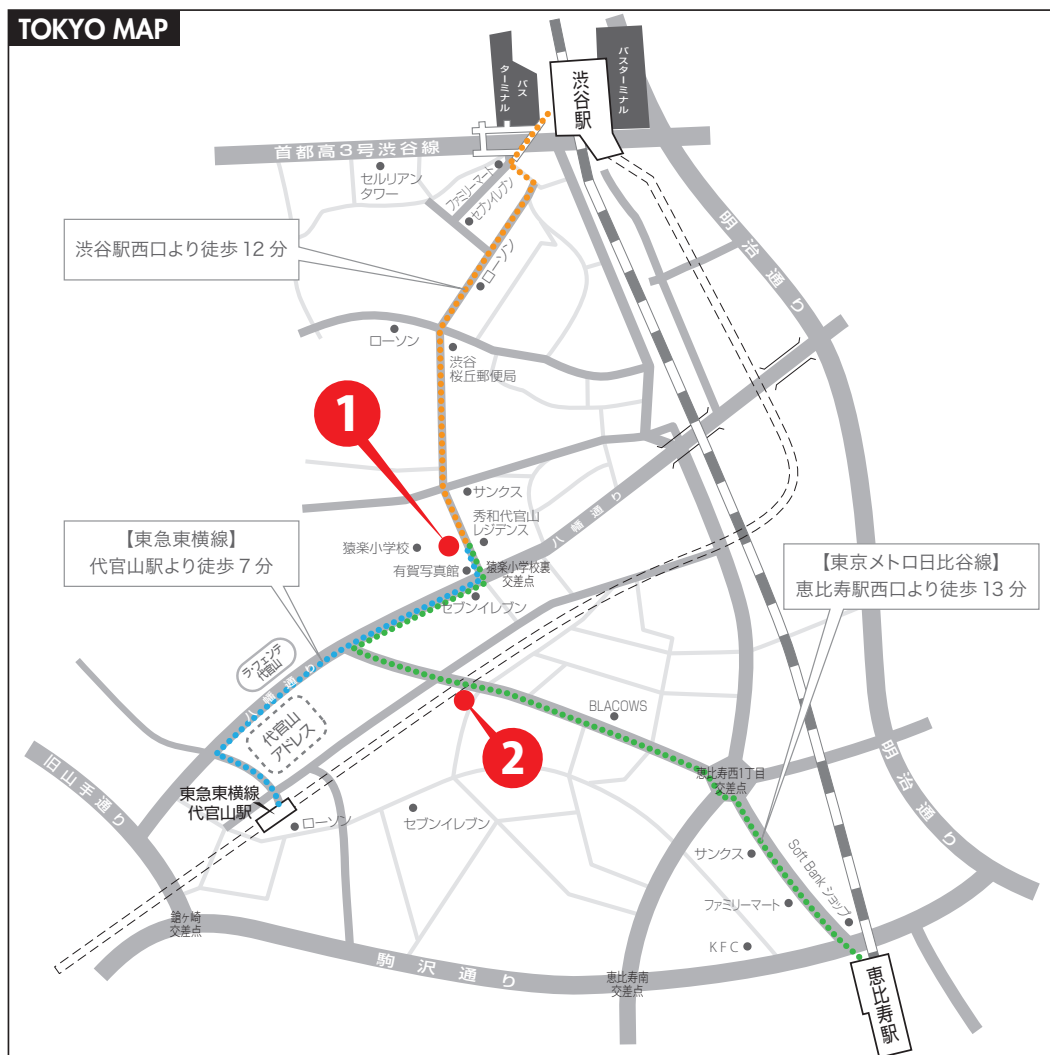 TOKYO MAP
バス
ターミナル
渋谷駅
バスターミナル
首都高3号渋谷線
セルリアン
タワー
ファミリーマート
セブンイレブン
明治通り
渋谷駅西口より徒歩12分
ローソン
ローソン
渋谷
桜丘郵便局
1
サンクス
八幡通り
秀和代官山
レジデンス
【東急東横線】
代官山駅より徒歩7分
猿楽小学校
有賀写真館
猿楽小学校裏
交差点
【東京メトロ日比谷線】
恵比寿駅西口より徒歩13分
セブンイレブン
ラ・フェンテ
代官山
八幡通り
BLACOWS
代官山
アドレス
2
旧山手通り
恵比寿西1丁目
交差点
明治通り
東急東横線
代官山駅
ローソン
セブンイレブン
サンクス
Soft Bank ショップ
ファミリーマート
鎗ヶ崎
交差点
KFC
駒沢通り
恵比寿南
交差点
恵比寿駅